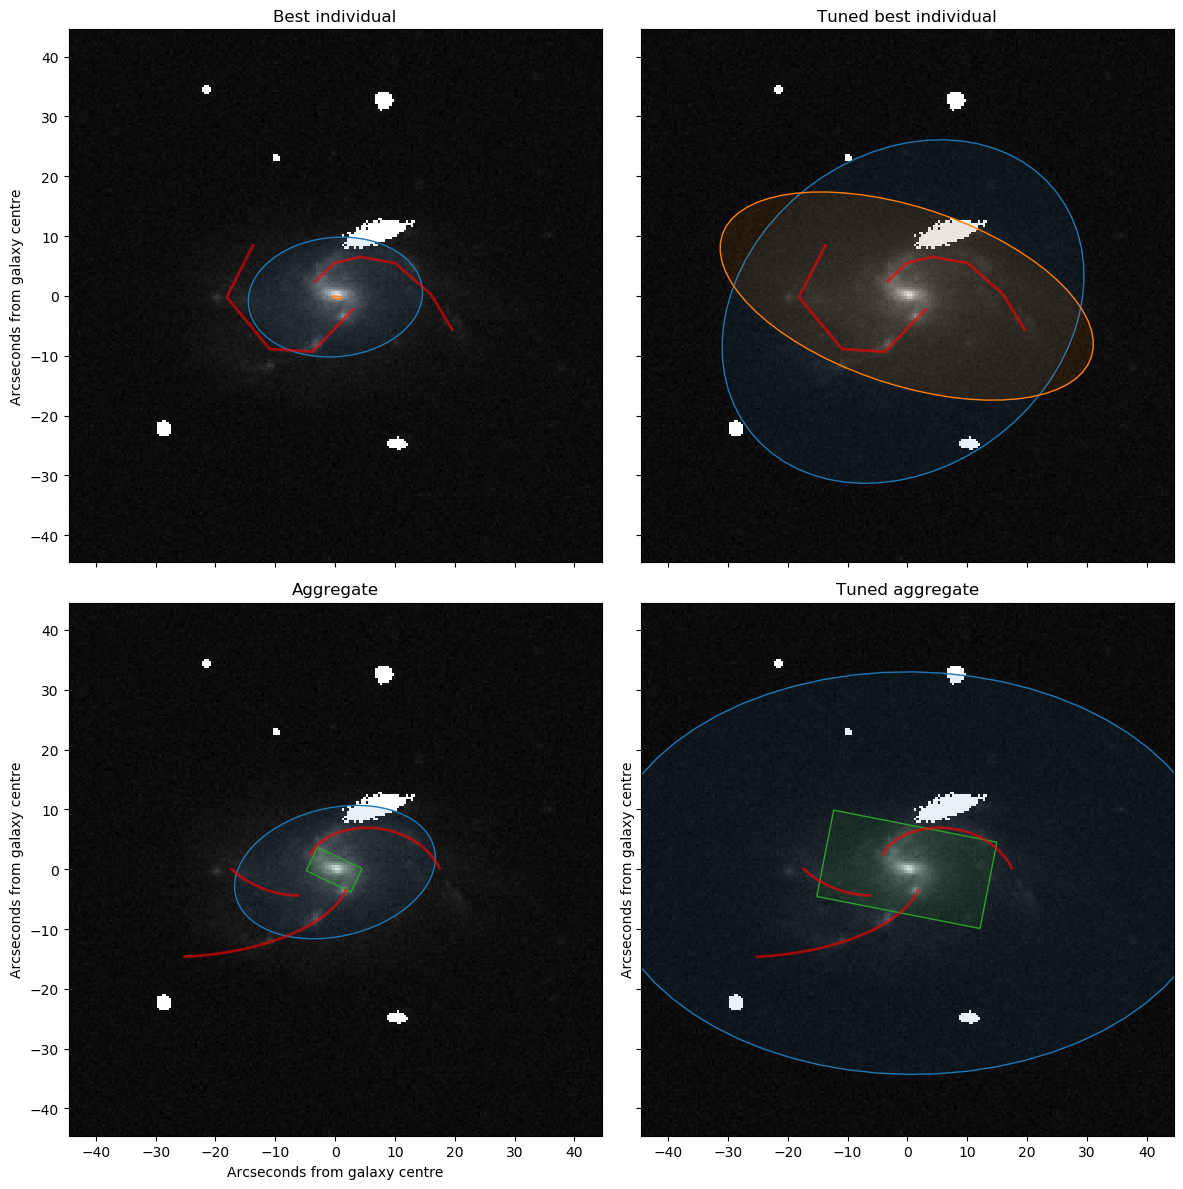 Best individual
Tuned best individual
40
30
20
10
0
−10
−20
−30
−40
Arcseconds from galaxy centre
Aggregate
Tuned aggregate
40
30
20
10
0
−10
−20
−30
−40
Arcseconds from galaxy centre
Arcseconds from galaxy centre
−40 −30 −20 −10 0 10 20 30 40
−40 −30 −20 −10 0 10 20 30 40
Arcseconds from galaxy centre